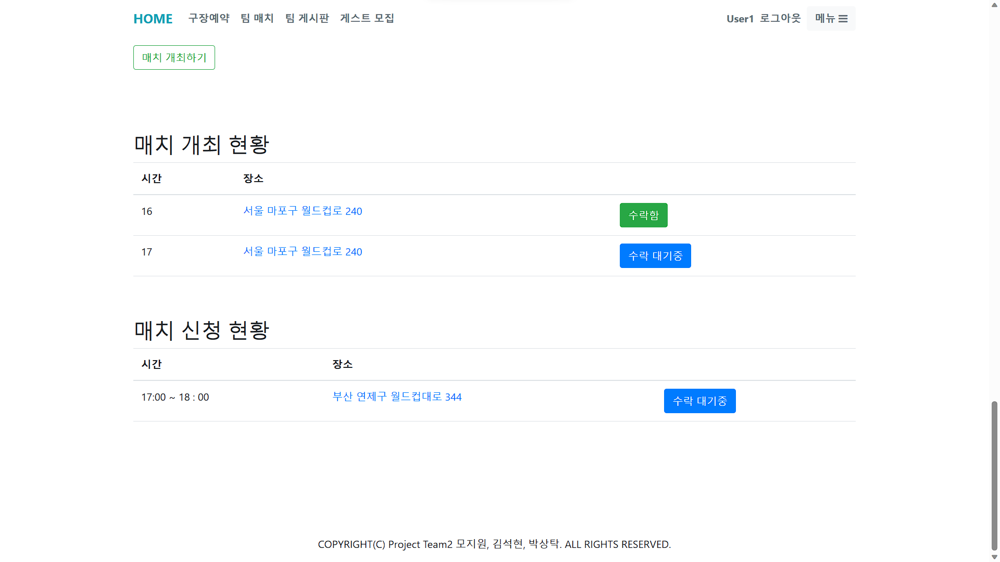 HOME 구장예약 팀 매치 팀 게시판 게스트 모집 User1 로그아웃 메뉴
매치 개최하기
매치 개최 현황
시간 장소
16 서울 마포구 월드컵로 240 수락함
17 서울 마포구 월드컵로 240 수락 대기중
매치 신청 현황
시간 장소
17:00 ~ 18 : 00 부산 연제구 월드컵대로 344 수락 대기중
COPYRIGHT(C) Project Team2 모지원, 김석현, 박상탁. ALL RIGHTS RESERVED.